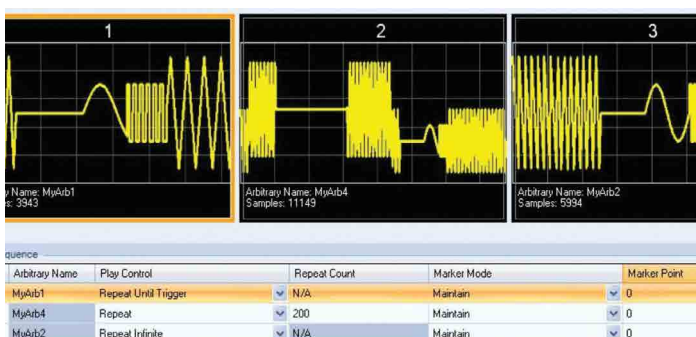 1
2
3
y Name: MyArb1
es: 3943
Arbitrary Name: MyArb4
Samples: 11149
Arbitrary Name: MyArb2
Samples: 5994
quence
Arbitrary Name Play Control Repeat Count Marker Mode Marker Point
MyArb1 Repeat Until Trigger N/A Maintain 0
MyArb4 Repeat 200 Maintain 0
MyArb2 Repeat Infinite N/A Maintain 0